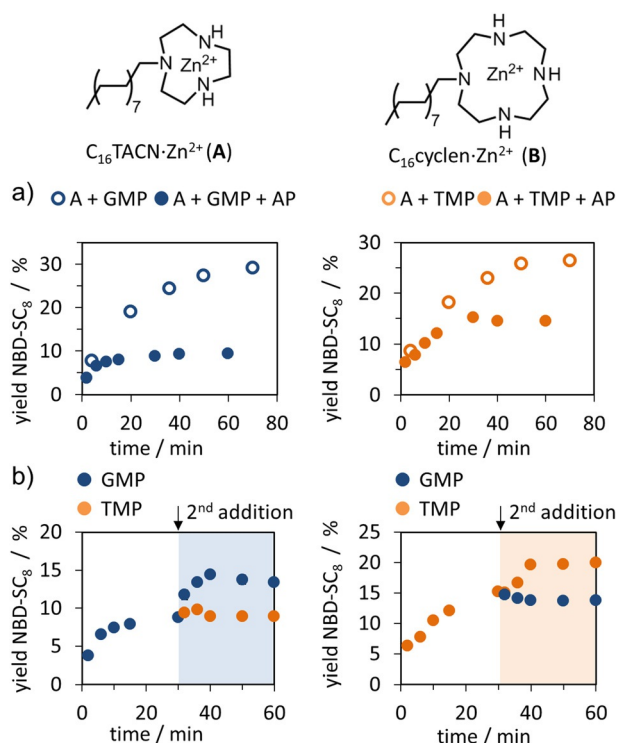 N
H
N
Zn2+
N
H
7
C16TACN·Zn2+ (A)
H
N
N
Zn2+
NH
N
H
7
C16cyclen·Zn2+ (B)
a)
A + GMP A + GMP + AP
A + TMP A + TMP + AP
yield NBD-SC8 / %
30
20
10
0
0 20 40 60 80
time / min
yield NBD-SC8 / %
30
20
10
0
0 20 40 60 80
time / min
b)
GMP
TMP
2nd addition
yield NBD-SC8 / %
20
15
10
5
0
0 20 40 60
time / min
GMP
TMP
2nd addition
yield NBD-SC8 / %
25
20
15
10
5
0
0 20 40 60
time / min